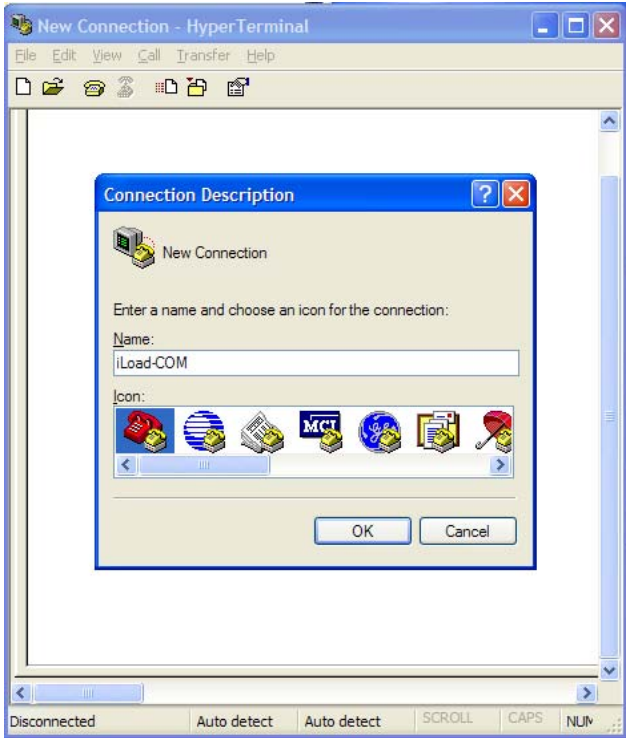 New Connection - HyperTerminal
File Edit View Call Transfer Help
Connection Description
New Connection
Enter a name and choose an icon for the connection:
Name:
iLoad-COM
Icon:
MCI
OK Cancel
Disconnected Auto detect Auto detect SCROLL CAPS NUM